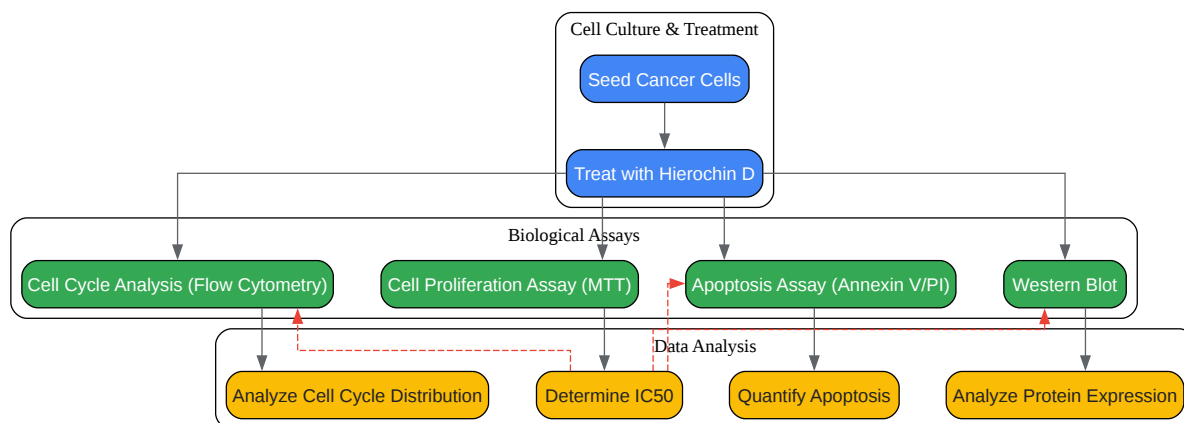 Cell Culture & Treatment
Seed Cancer Cells
Treat with Hierochin D
Biological Assays
Cell Cycle Analysis (Flow Cytometry)
Cell Proliferation Assay (MTT)
Apoptosis Assay (Annexin V/PI)
Western Blot
Data Analysis
Analyze Cell Cycle Distribution
Determine IC50
Quantify Apoptosis
Analyze Protein Expression